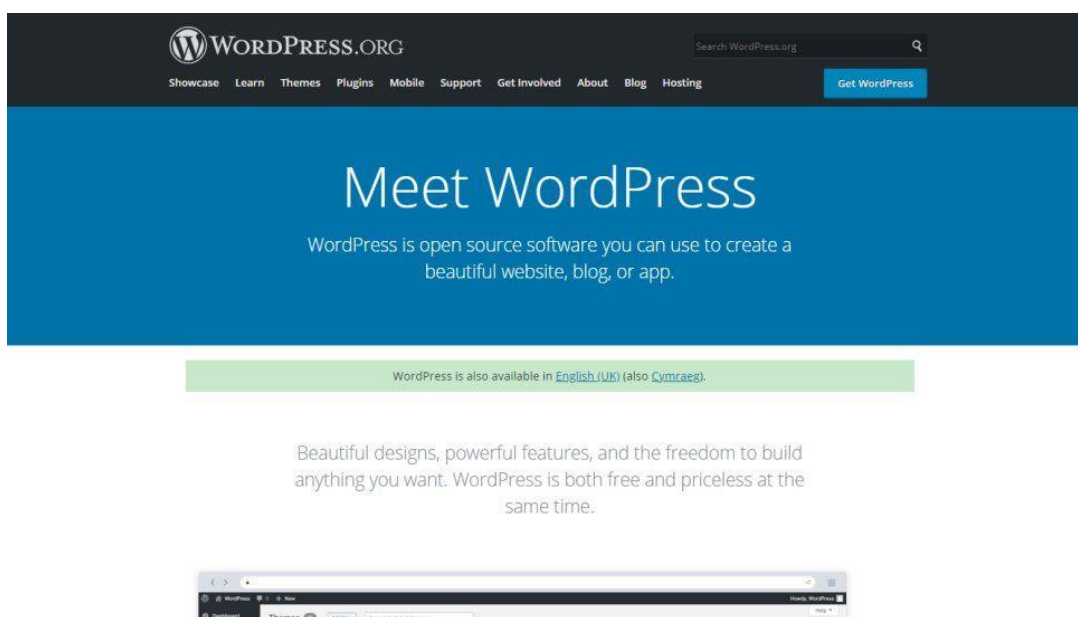 WORDPRESS.ORG
Search WordPress.org
Showcase Learn Themes Plugins Mobile Support Get Involved About Blog Hosting
Get WordPress
Meet WordPress
WordPress is open source software you can use to create a
beautiful website, blog, or app.
WordPress is also available in English (UK) (also Cymraeg).
Beautiful designs, powerful features, and the freedom to build
anything you want. WordPress is both free and priceless at the
same time.
WordPress 0 + New
Howdy, WordPress
Help
Dashboard
Themes